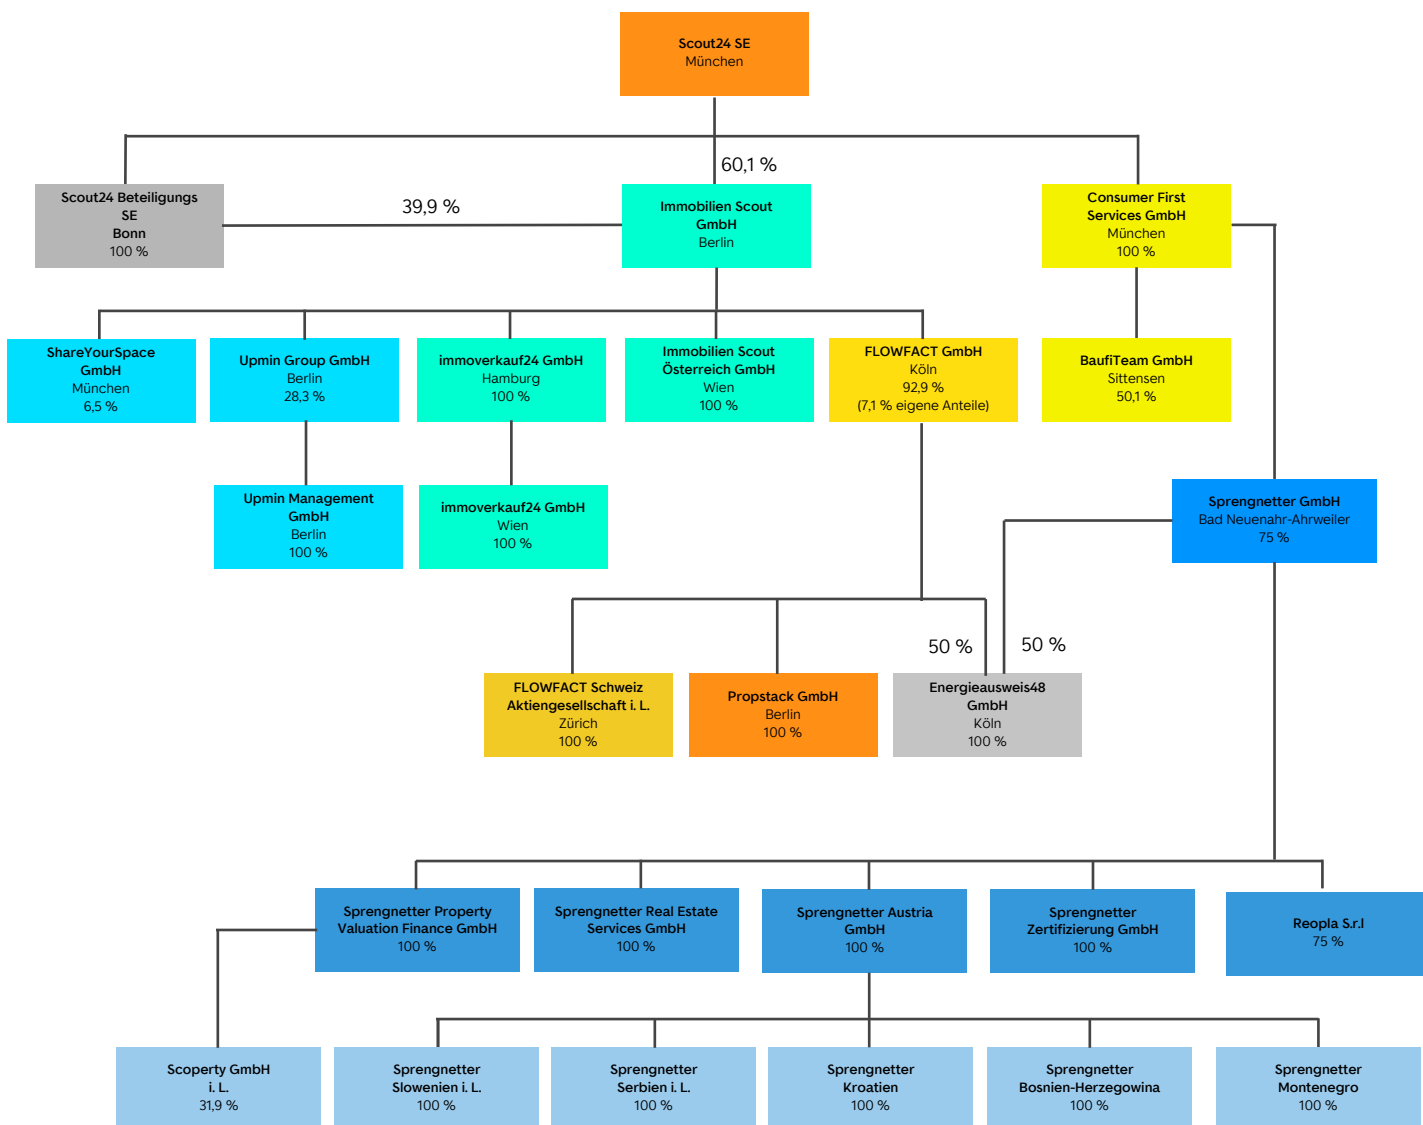 Scout24 SE
München
60,1 %
39,9 %
Scout24 Beteiligungs
SE
Bonn
100 %
Immobilien Scout
GmbH
Berlin
Consumer First
Services GmbH
München
100 %
ShareYourSpace
GmbH
München
6,5 %
Upmin Group GmbH
Berlin
28,3 %
immoverkauf24 GmbH
Hamburg
100 %
Immobilien Scout
Österreich GmbH
Wien
100 %
FLOWFACT GmbH
Köln
92,9 %
(7,1 % eigene Anteile)
BaufiTeam GmbH
Sittensen
50,1 %
Upmin Management
GmbH
Berlin
100 %
immoverkauf24 GmbH
Wien
100 %
Sprengnetter GmbH
Bad Neuenahr-Ahrweiler
75 %
50 %
50 %
FLOWFACT Schweiz
Aktiengesellschaft i. L.
Zürich
100 %
Propstack GmbH
Berlin
100 %
Energieausweis48
GmbH
Köln
100 %
Sprengnetter Property
Valuation Finance GmbH
100 %
Sprengnetter Real Estate
Services GmbH
100 %
Sprengnetter Austria
GmbH
100 %
Sprengnetter
Zertifizierung GmbH
100 %
Reopla S.r.l
75 %
Scoperty GmbH
i. L.
31,9 %
Sprengnetter
Slowenien i. L.
100 %
Sprengnetter
Serbien i. L.
100 %
Sprengnetter
Kroatien
100 %
Sprengnetter
Bosnien-Herzegowina
100 %
Sprengnetter
Montenegro
100 %